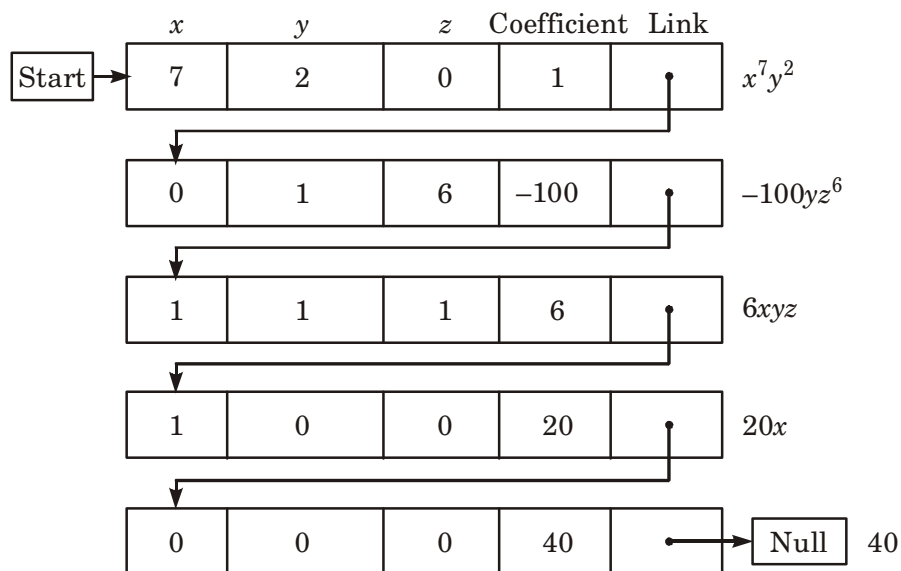 x y z Coefficient Link
Start 7 2 0 1 x⁷y²
0 1 6 –100 –100yz⁶
1 1 1 6 6xyz
1 0 0 20 20x
0 0 0 40 Null 40